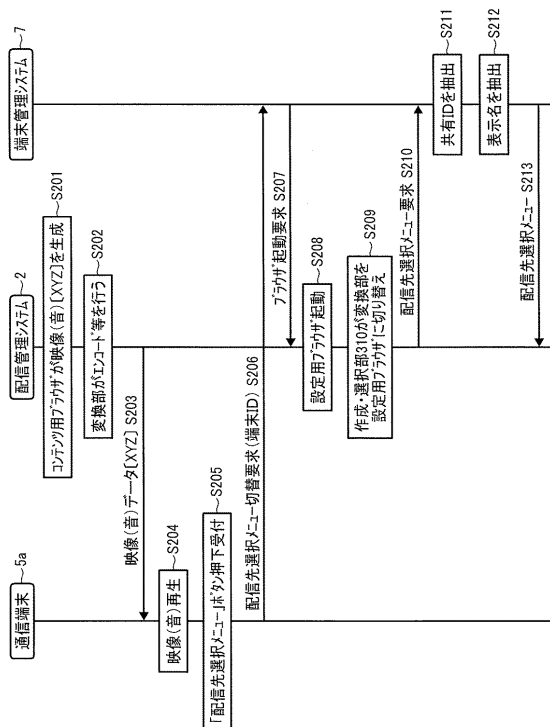 通信端末
5a
配信管理システム
2
端末管理システム
7
コンテンツ用ブラウザが映像(音)[XYZ]を生成
S201
変換部がエンコード等を行う
S202
映像(音)データ[XYZ] S203
映像(音)再生
S204
「配信先選択メニュー」ボタン押下受付
S205
配信先選択メニュー切替要求(端末ID) S206
ブラウザ起動要求 S207
設定用ブラウザ起動
S208
作成・選択部310が変換部を
設定用ブラウザに切り替え
S209
配信先選択メニュー要求 S210
共有IDを抽出
S211
表示名を抽出
S212
配信先選択メニュー S213